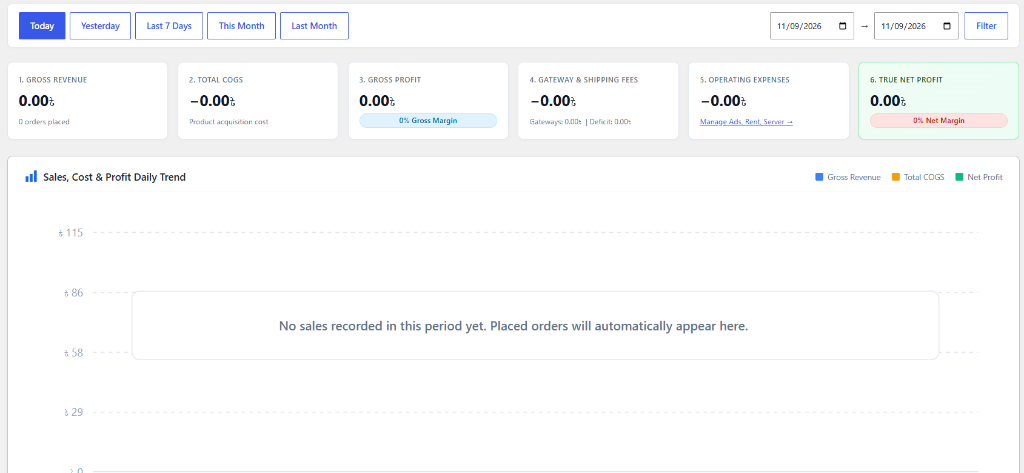 Today Yesterday Last 7 Days This Month Last Month 11/09/2026 → 11/09/2026 Filter
1. GROSS REVENUE
0.00৳
0 orders placed
2. TOTAL COGS
−0.00৳
Product acquisition cost
3. GROSS PROFIT
0.00৳
0% Gross Margin
4. GATEWAY & SHIPPING FEES
−0.00৳
Gateways: 0.00৳ | Deficit: 0.00৳
5. OPERATING EXPENSES
−0.00৳
Manage Ads, Rent, Server →
6. TRUE NET PROFIT
0.00৳
0% Net Margin
Sales, Cost & Profit Daily Trend
Gross Revenue Total COGS Net Profit
৳ 115
৳ 86
No sales recorded in this period yet. Placed orders will automatically appear here.
৳ 58
৳ 29
৳ 0